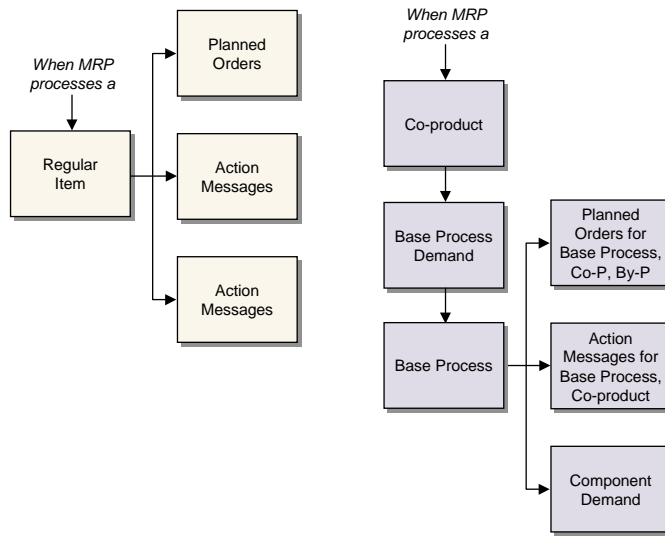 When MRP
processes a
Regular
Item
Planned
Orders
Action
Messages
Action
Messages
When MRP
processes a
Co-product
Base Process
Demand
Base Process
Planned
Orders for
Base Process,
Co-P, By-P
Action
Messages for
Base Process,
Co-product
Component
Demand